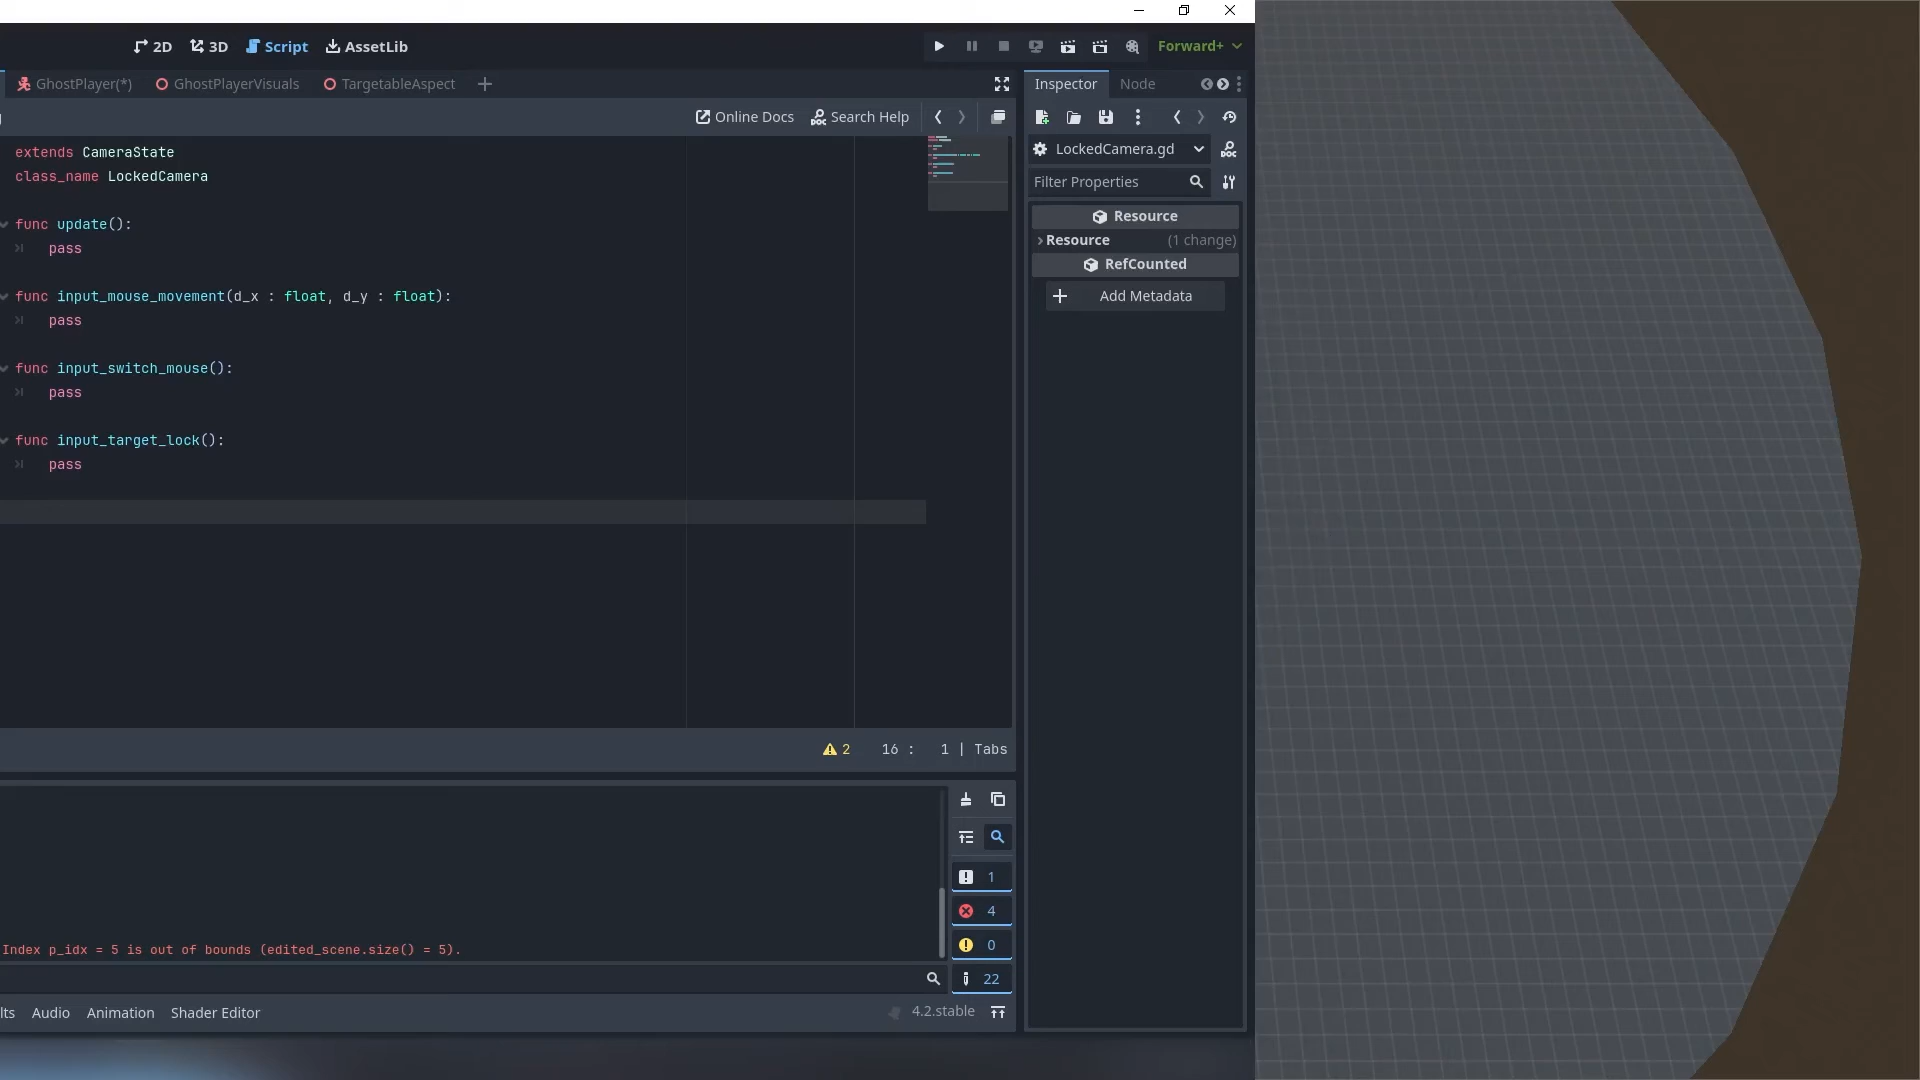 2D 3D Script AssetLib Forward+
GhostPlayer(*) GhostPlayerVisuals TargetableAspect
Inspector Node
Online Docs Search Help
extends CameraState
class_name LockedCamera
func update():
pass
func input_mouse_movement(d_x : float, d_y : float):
pass
func input_switch_mouse():
pass
func input_target_lock():
pass
2 16 : 1 | Tabs
LockedCamera.gd
Filter Properties
Resource
Resource (1 change)
RefCounted
Add Metadata
1
4
0
22
Index p_idx = 5 is out of bounds (edited_scene.size() = 5).
lts Audio Animation Shader Editor 4.2.stable